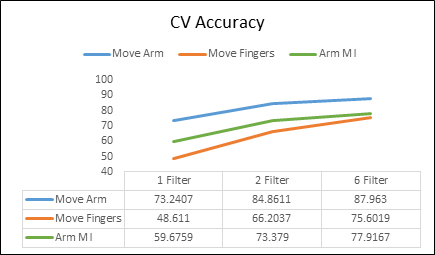 CV Accuracy
Move Arm Move Fingers Arm MI
100
90
80
70
60
50
40
1 Filter 2 Filter 6 Filter
Move Arm 73.2407 84.8611 87.963
Move Fingers 48.611 66.2037 75.6019
Arm MI 59.6759 73.379 77.9167